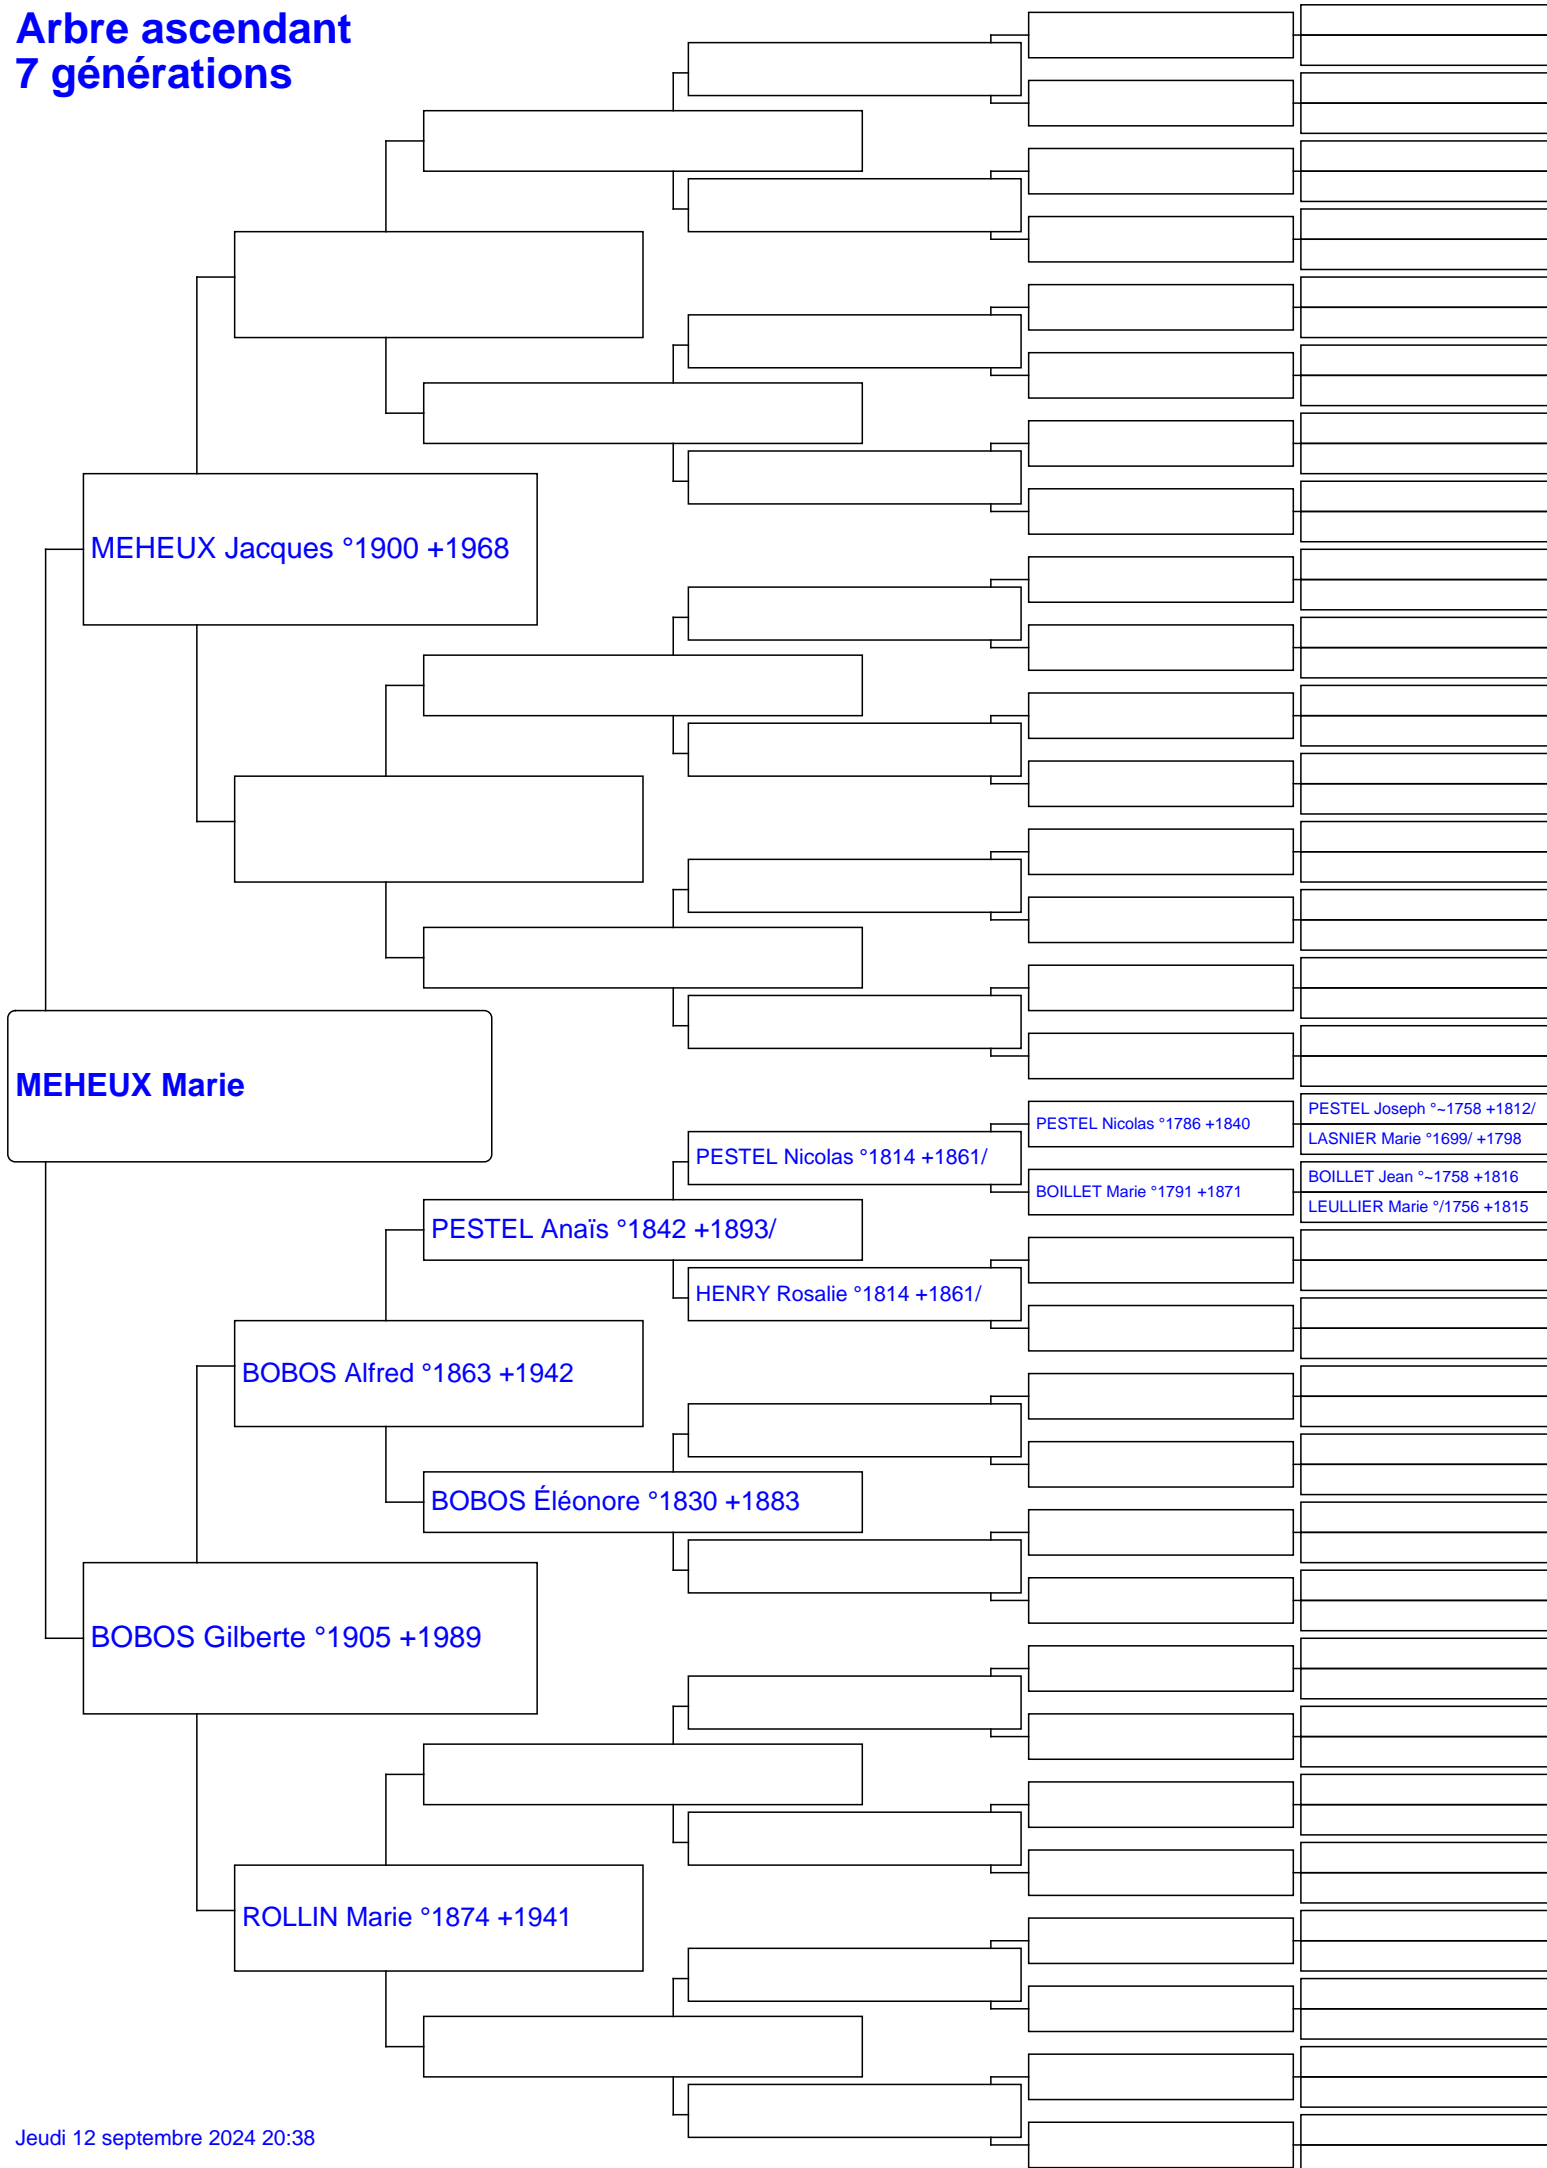 Arbre ascendant
7 générations
MEHEUX Jacques °1900 +1968
MEHEUX Marie
PESTEL Joseph °~1758 +1812/
PESTEL Nicolas °1786 +1840
LASNIER Marie °1699/ +1798
PESTEL Nicolas °1814 +1861/
BOILLET Jean °~1758 +1816
BOILLET Marie °1791 +1871
LEULLIER Marie °/1756 +1815
PESTEL Anaïs °1842 +1893/
HENRY Rosalie °1814 +1861/
BOBOS Alfred °1863 +1942
BOBOS Éléonore °1830 +1883
BOBOS Gilberte °1905 +1989
ROLLIN Marie °1874 +1941
Jeudi 12 septembre 2024 20:38